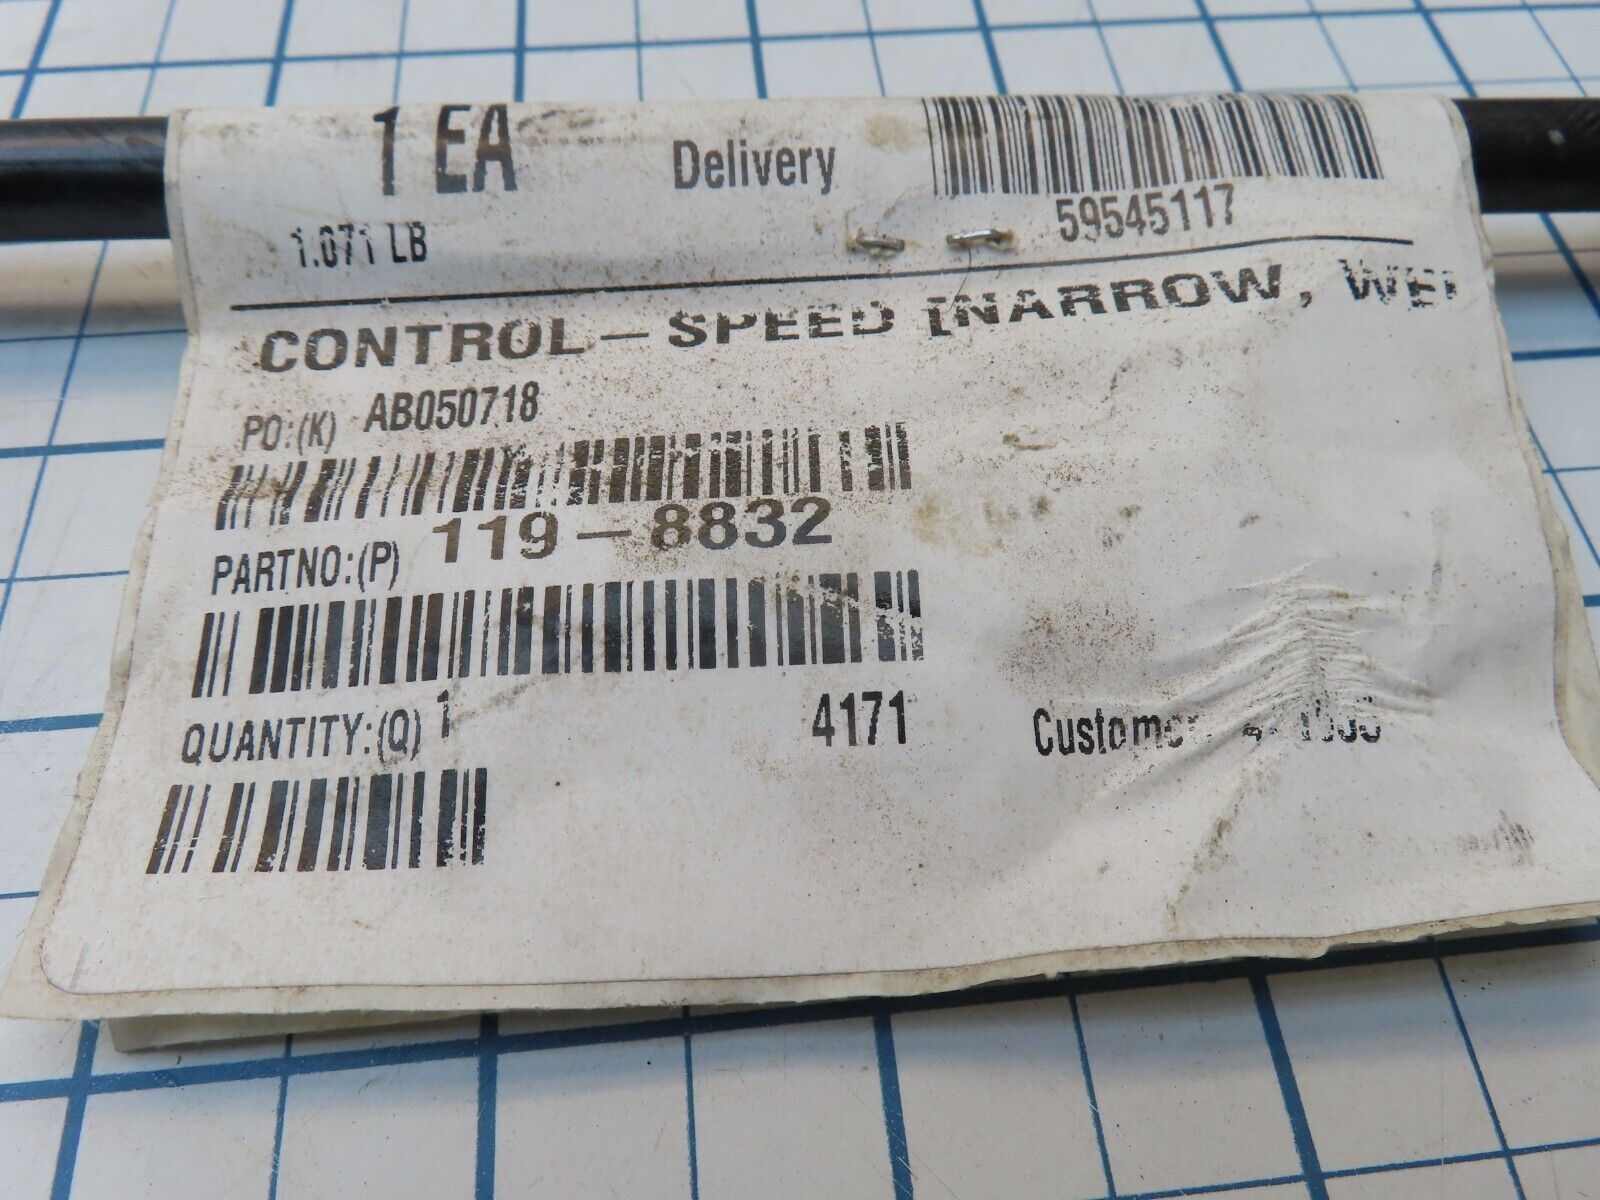 1 EA
Delivery
59545117
1.071 LB
CONTROL-SPEED [NARROW,
PO:(K) AB050718
PARTNO:(P) 119-8832
QUANTITY:(Q) 1
4171
Customer: